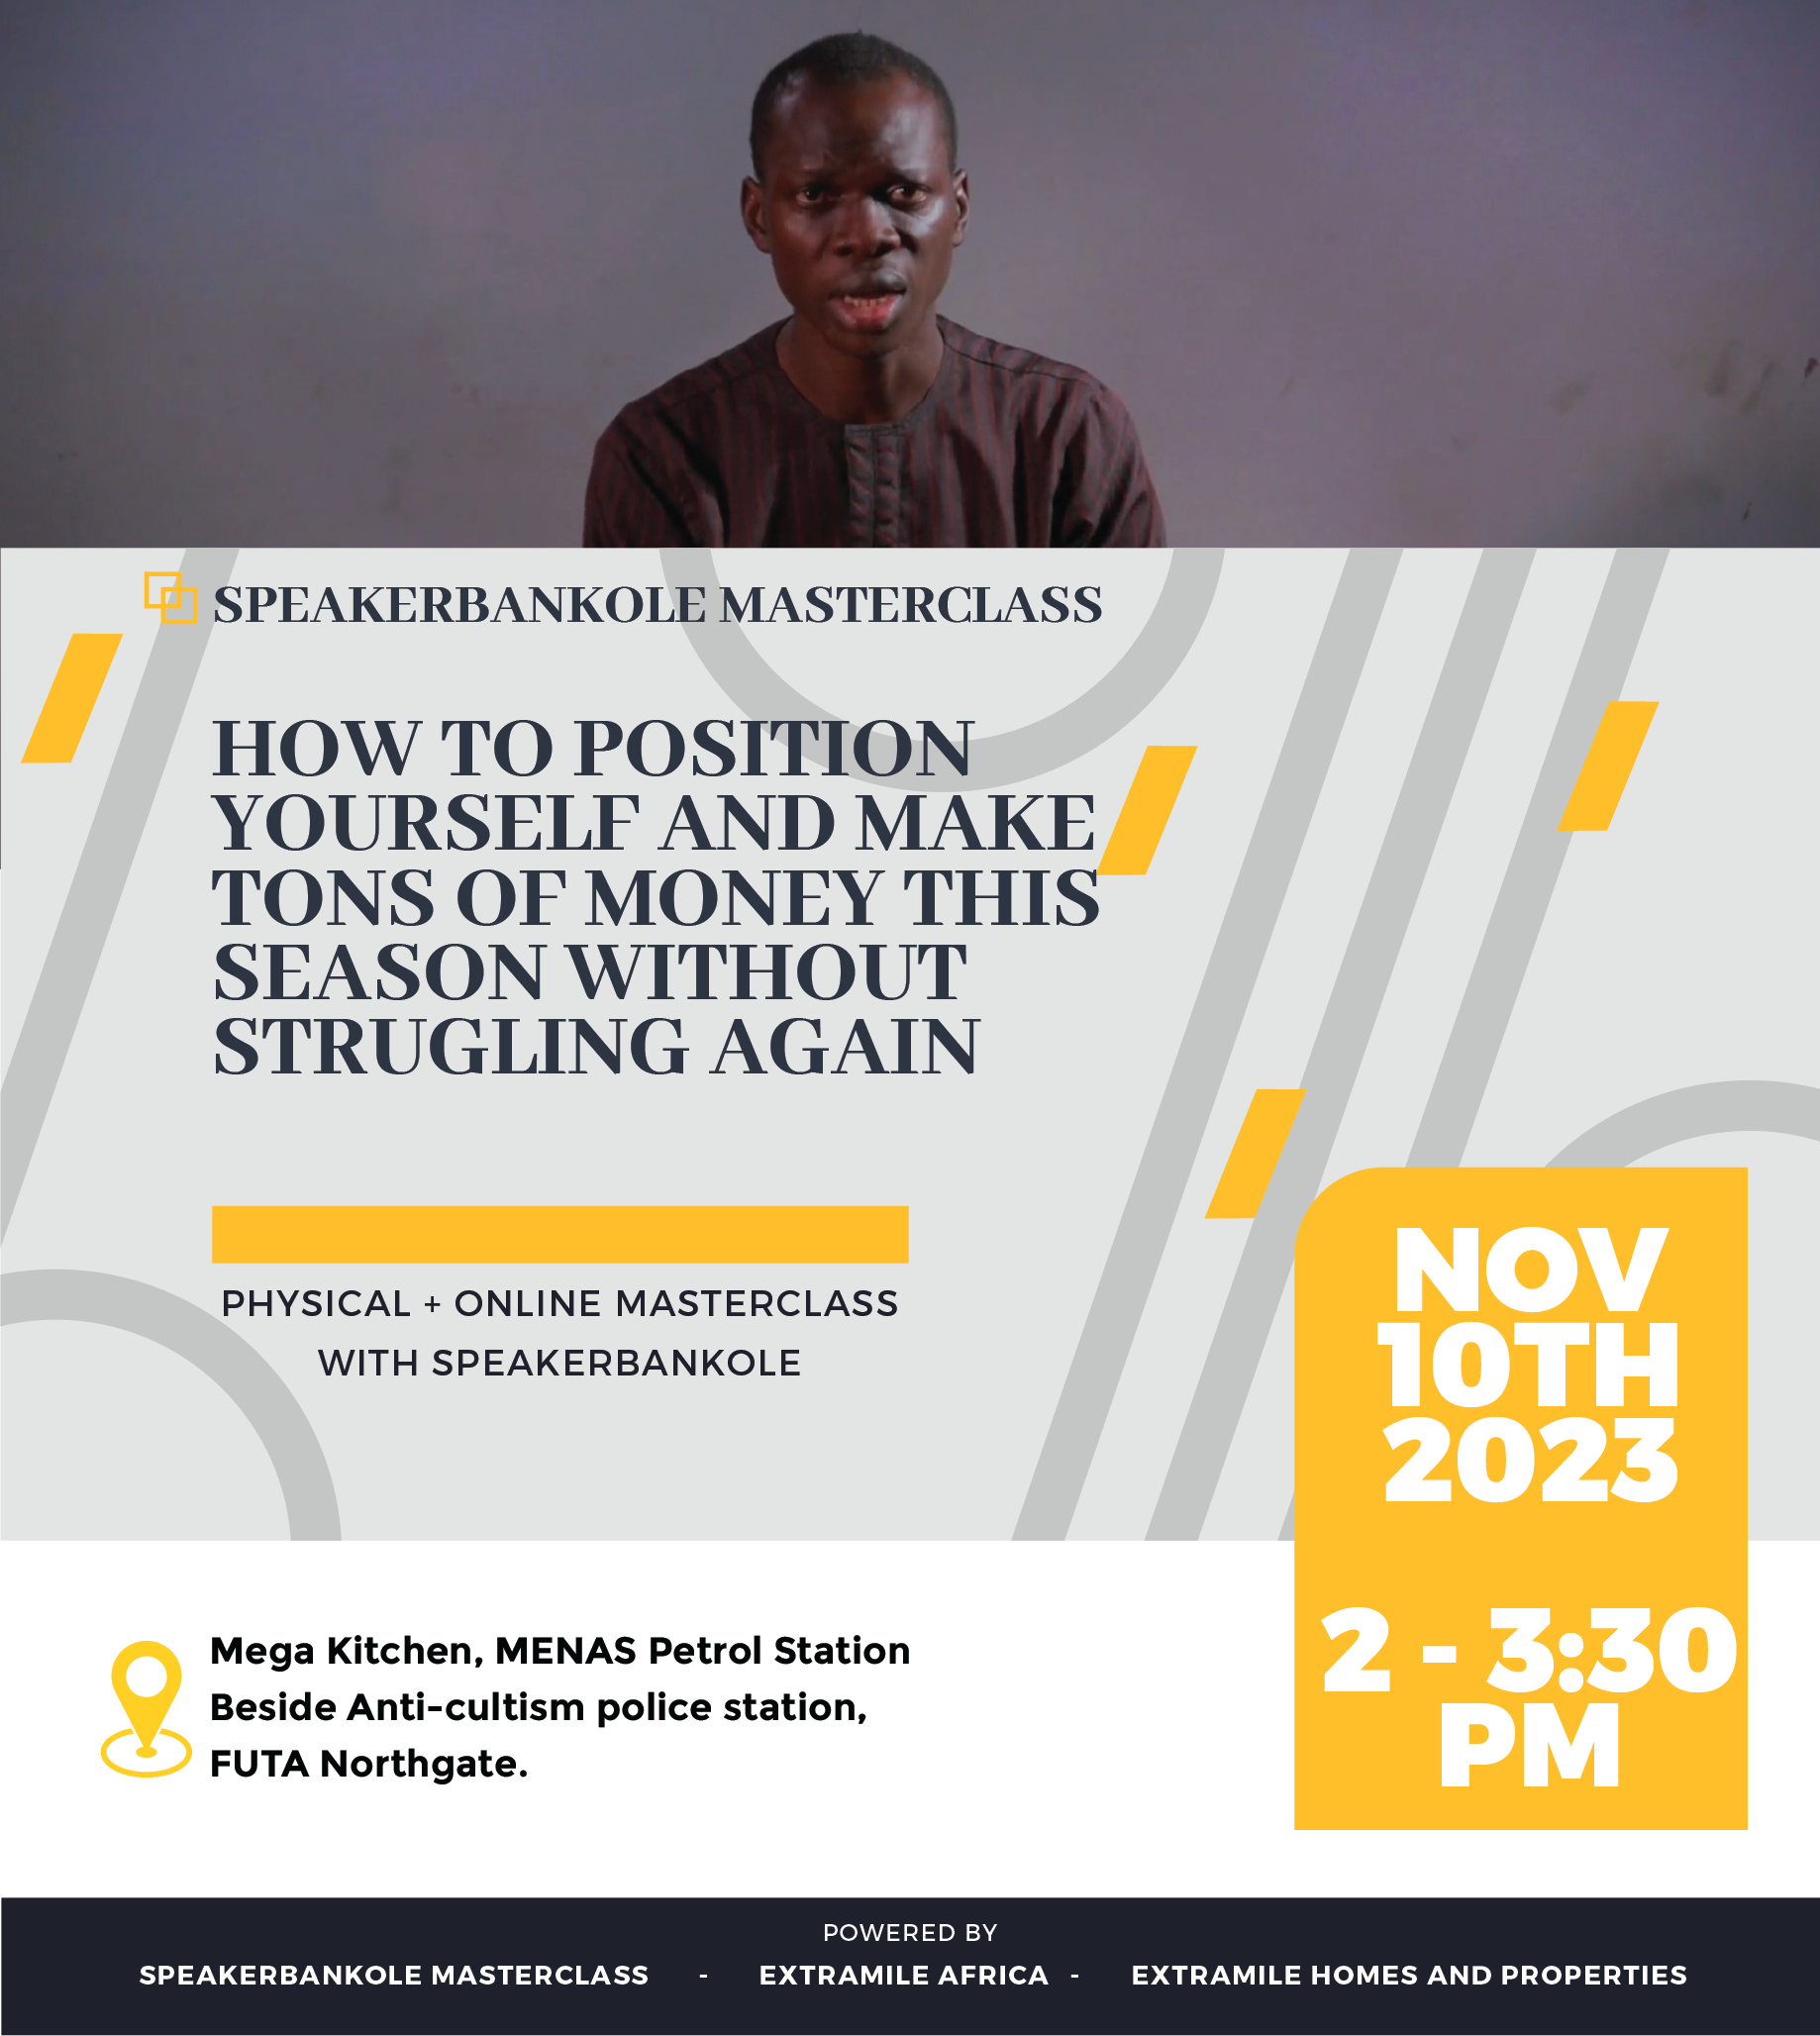 SPEAKERBANKOLE MASTERCLASS
HOW TO POSITION
YOURSELF AND MAKE
TONS OF MONEY THIS
SEASON WITHOUT
STRUGLING AGAIN
PHYSICAL + ONLINE MASTERCLASS
WITH SPEAKERBANKOLE
NOV
10TH
2023
2 - 3:30
PM
Mega Kitchen, MENAS Petrol Station
Beside Anti-cultism police station,
FUTA Northgate.
POWERED BY
SPEAKERBANKOLE MASTERCLASS - EXTRAMILE AFRICA - EXTRAMILE HOMES AND PROPERTIES